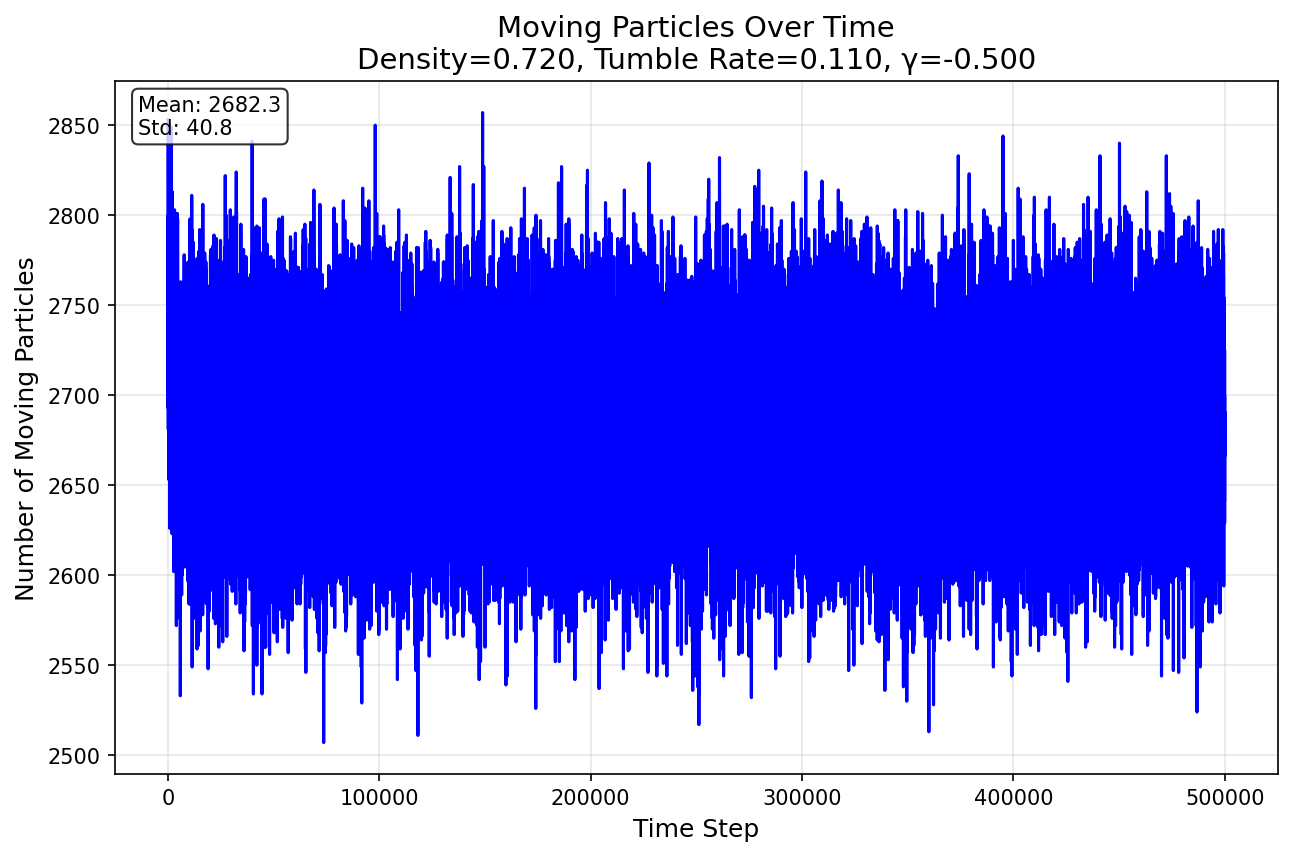 Moving Particles Over Time
Density=0.720, Tumble Rate=0.110, γ=-0.500
Mean: 2682.3
Std: 40.8
Number of Moving Particles
2850
2800
2750
2700
2650
2600
2550
2500
0
100000
200000
300000
400000
500000
Time Step